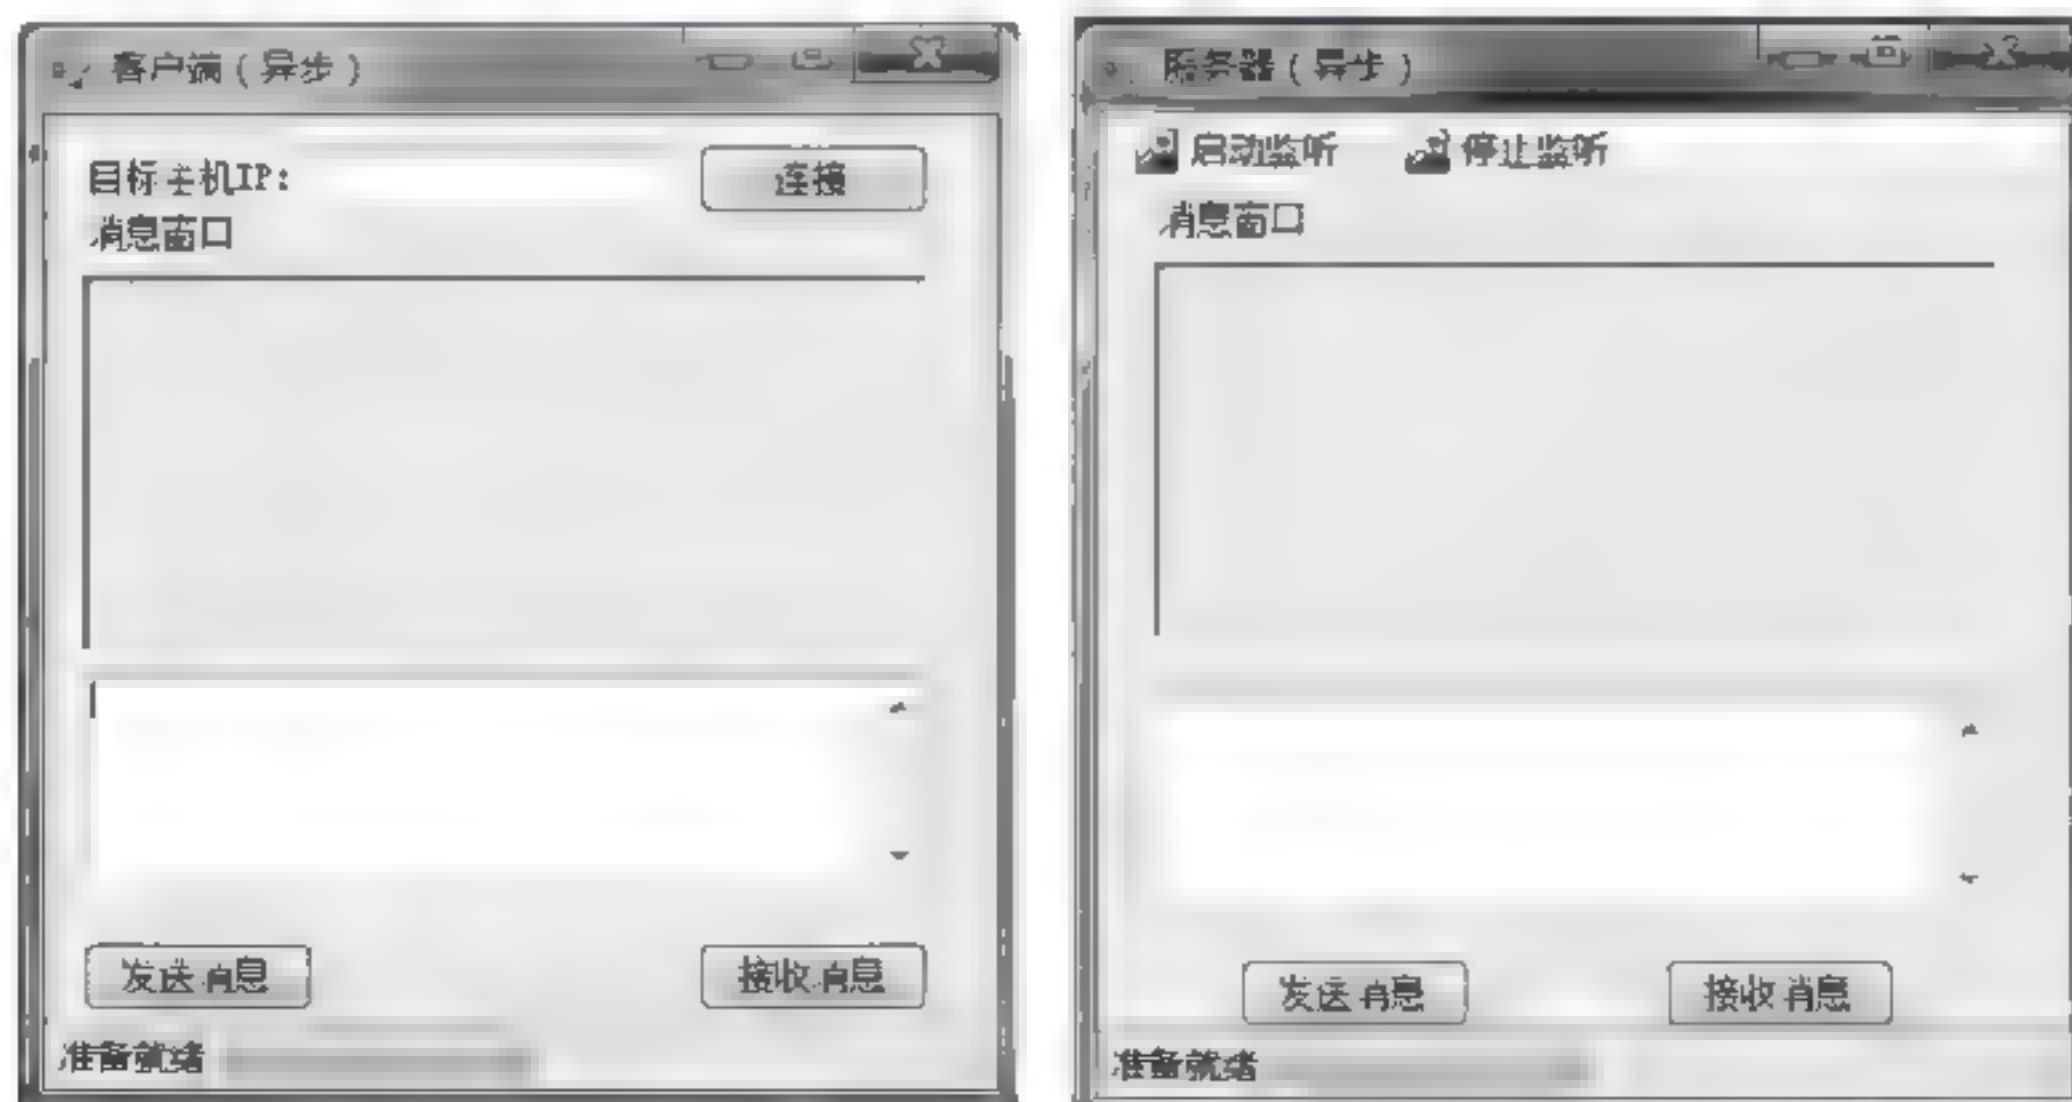 客户端(异步)
目标主机IP:
连接
消息窗口
发送消息
接收消息
准备就绪
服务器(异步)
启动监听 停止监听
消息窗口
发送消息
接收消息
准备就绪